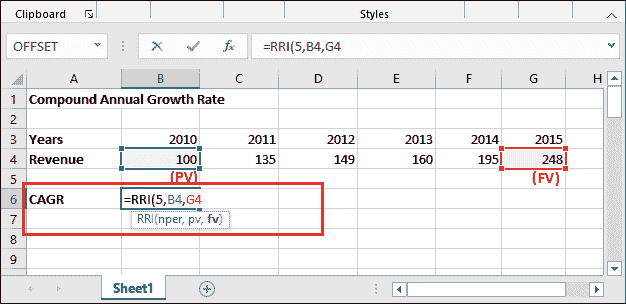 Clipboard Styles
OFFSET fx =RRI(5,B4,G4
A B C D E F G H
1 Compound Annual Growth Rate
2
3 Years 2010 2011 2012 2013 2014 2015
4 Revenue 100 135 149 160 195 248
5 (PV) (FV)
6 CAGR =RRI(5,B4,G4
7 RRI(nper, pv, fv)
8
9
Sheet1